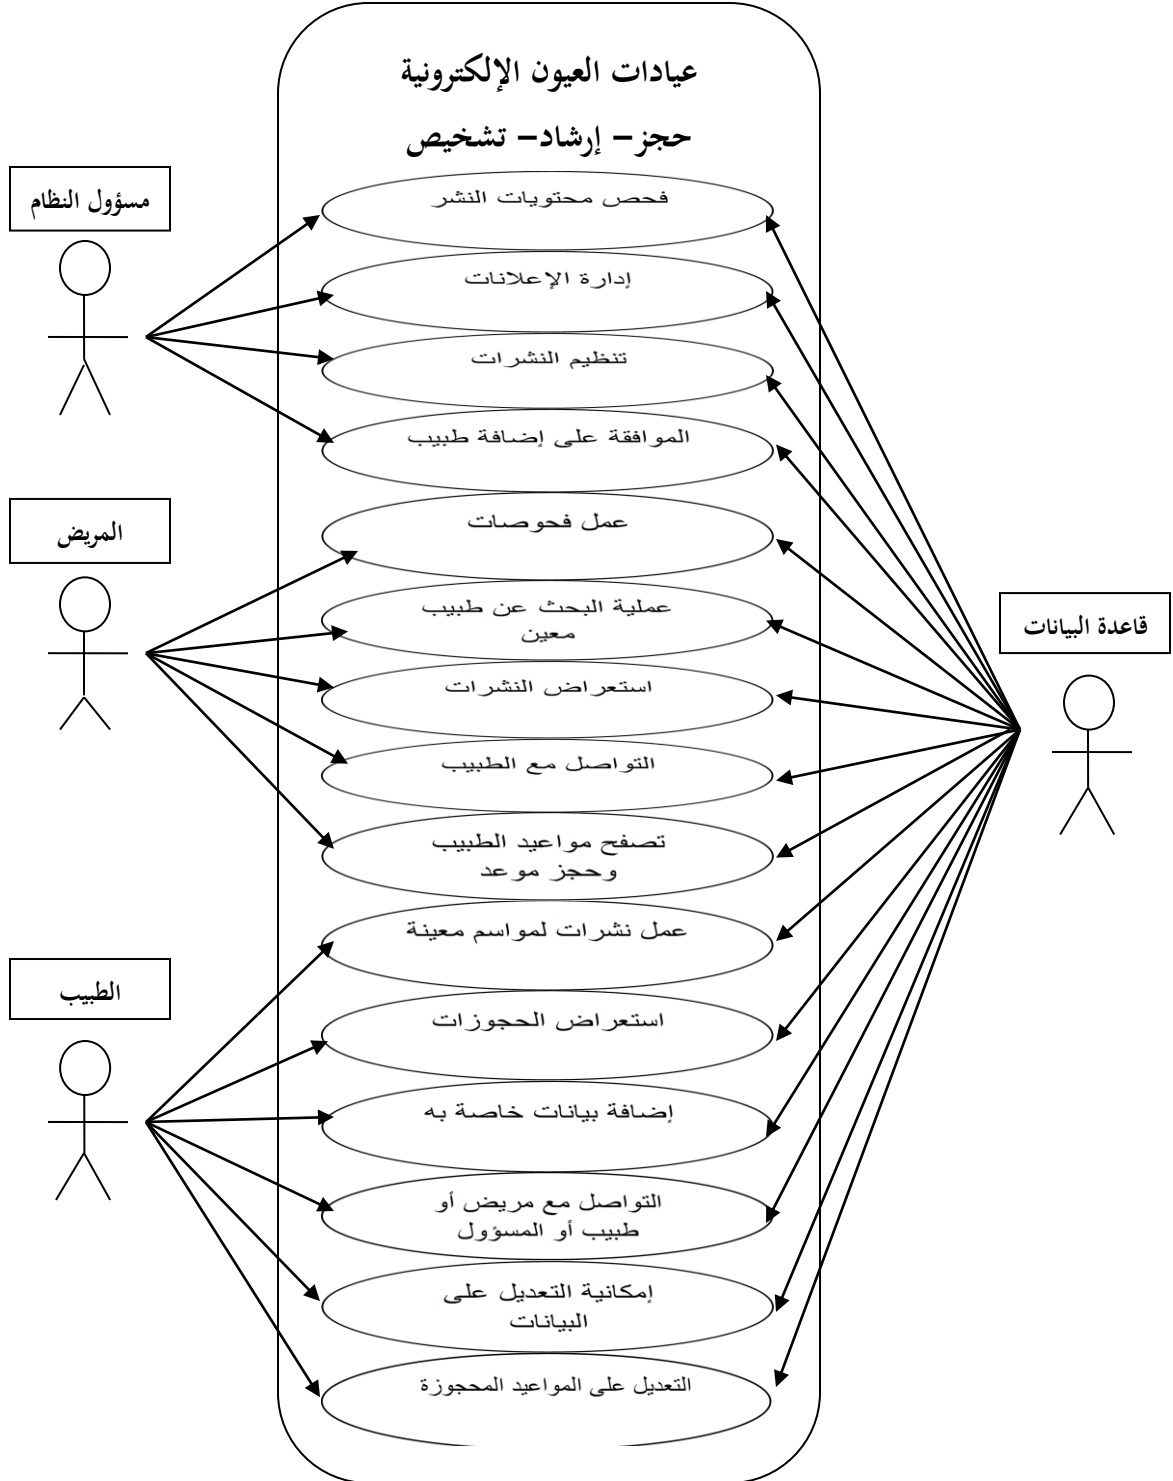 عيادات العيون الإلكترونية
حجز – إرشاد – تشخيص
مسؤول النظام
فحص محتويات النشر
إدارة الإعلانات
تنظيم النشرات
الموافقة على إضافة طبيب
المريض
عمل فحوصات
عملية البحث عن طبيب
معين
استعراض النشرات
التواصل مع الطبيب
تصفح مواعيد الطبيب
وحجز موعد
قاعدة البيانات
الطبيب
عمل نشرات لمواسم معينة
استعراض الحجوزات
إضافة بيانات خاصة به
التواصل مع مريض أو
طبيب أو المسؤول
إمكانية التعديل على
البيانات
التعديل على المواعيد المحجوزة